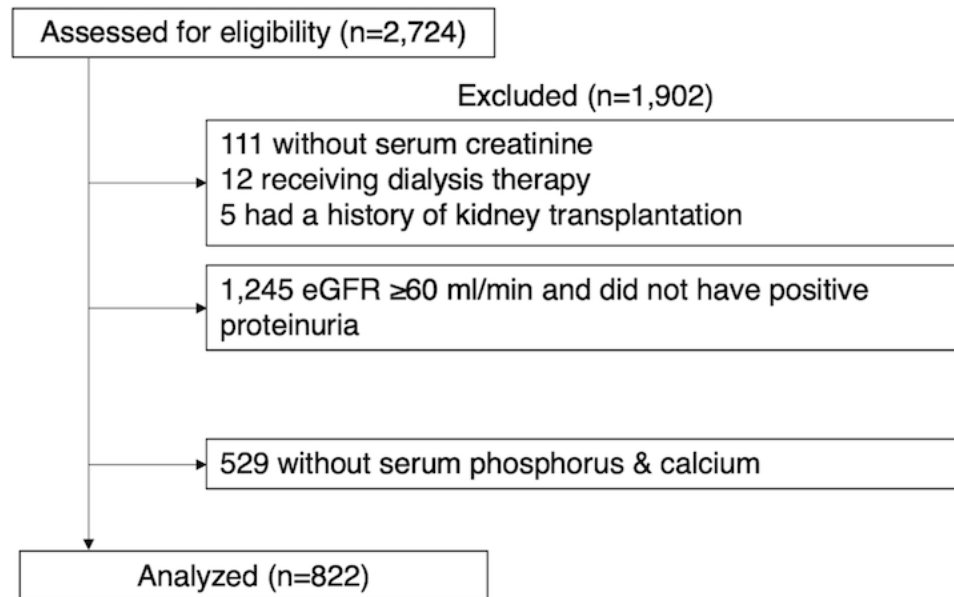 Assessed for eligibility (n=2,724)
Excluded (n=1,902)
111 without serum creatinine
12 receiving dialysis therapy
5 had a history of kidney transplantation
1,245 eGFR ≥60 ml/min and did not have positive
proteinuria
529 without serum phosphorus & calcium
Analyzed (n=822)